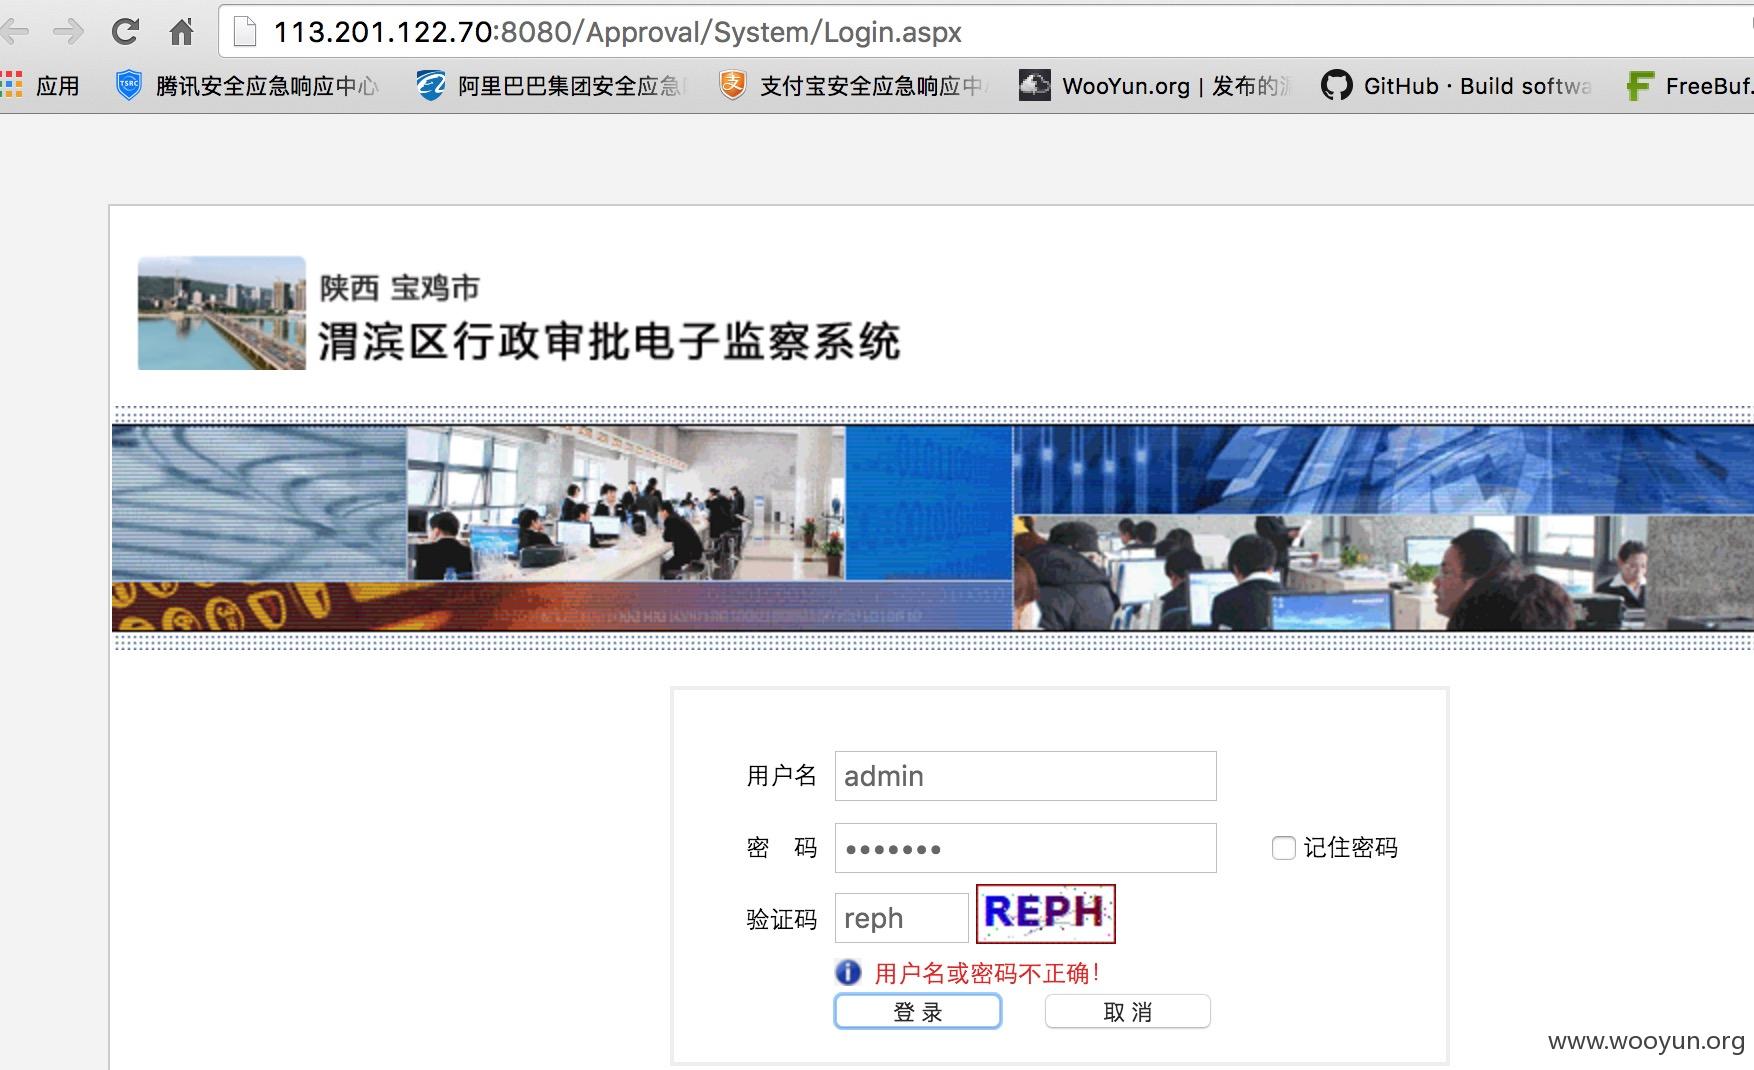 113.201.122.70:8080/Approval/System/Login.aspx
应用
腾讯安全应急响应中心
阿里巴巴集团安全应急
支付宝安全应急响应中
WooYun.org | 发布的
GitHub · Build softwa
FreeBuf.
陕西 宝鸡市
渭滨区行政审批电子监察系统
用户名 admin
密 码 •••••••
记住密码
验证码 reph REPH
用户名或密码不正确!
登 录 取 消
www.wooyun.org